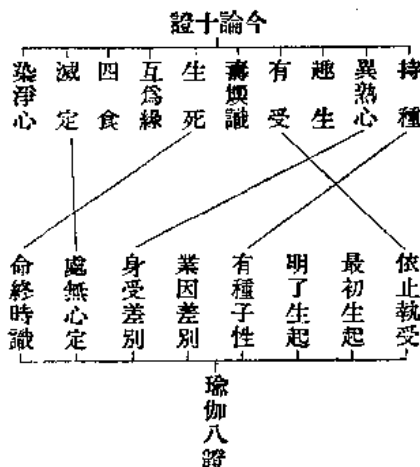 今論十證
持種
異熟心
趣生
有受
壽煖識
生死
互爲緣
四食
滅定
染淨心
依止執受
最初生起
明了生起
有種子性
業因差別
身受差別
處無心定
命終時識
瑜伽八證